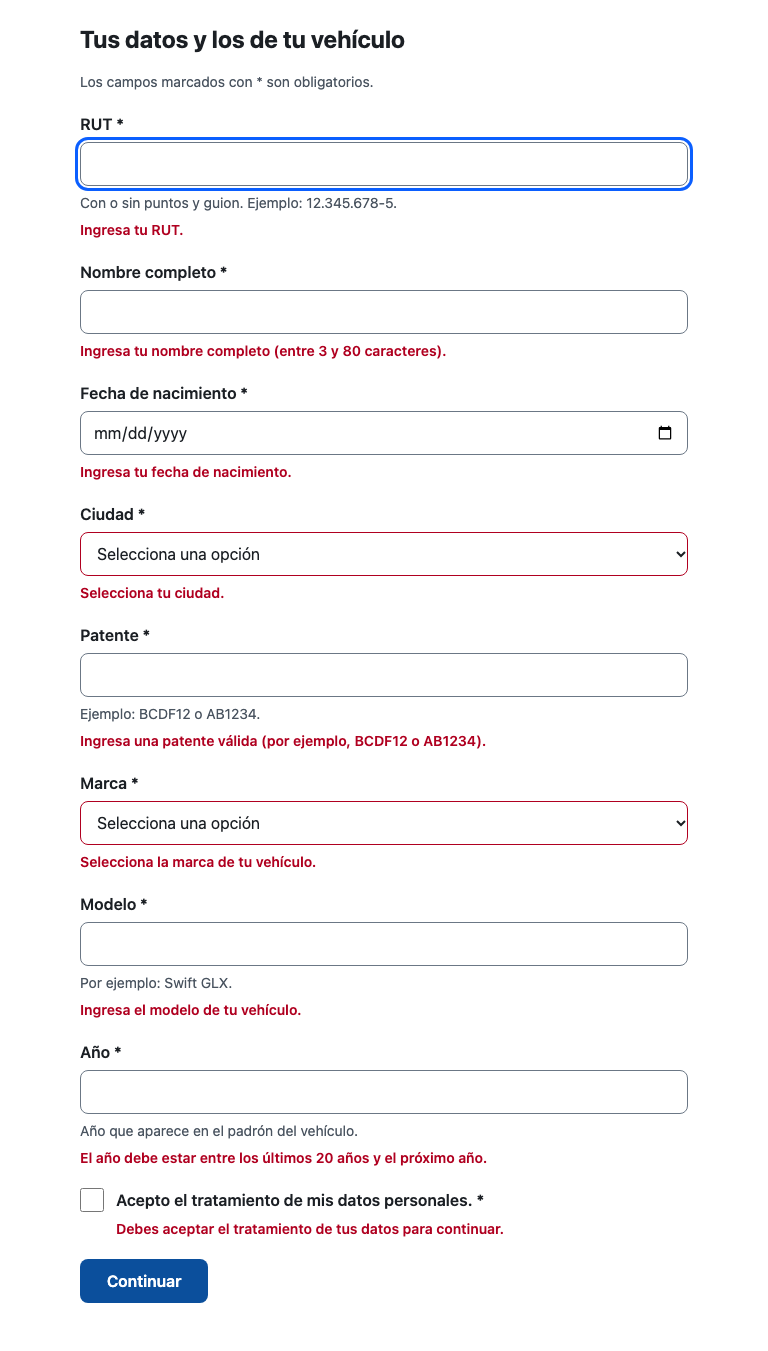 Tus datos y los de tu vehículo
Los campos marcados con * son obligatorios.
RUT *
Con o sin puntos y guion. Ejemplo: 12.345.678-5.
Ingresa tu RUT.
Nombre completo *
Ingresa tu nombre completo (entre 3 y 80 caracteres).
Fecha de nacimiento *
mm/dd/yyyy
Ingresa tu fecha de nacimiento.
Ciudad *
Selecciona una opción
Selecciona tu ciudad.
Patente *
Ejemplo: BCDF12 o AB1234.
Ingresa una patente válida (por ejemplo, BCDF12 o AB1234).
Marca *
Selecciona una opción
Selecciona la marca de tu vehículo.
Modelo *
Por ejemplo: Swift GLX.
Ingresa el modelo de tu vehículo.
Año *
Año que aparece en el padrón del vehículo.
El año debe estar entre los últimos 20 años y el próximo año.
Acepto el tratamiento de mis datos personales. *
Debes aceptar el tratamiento de tus datos para continuar.
Continuar